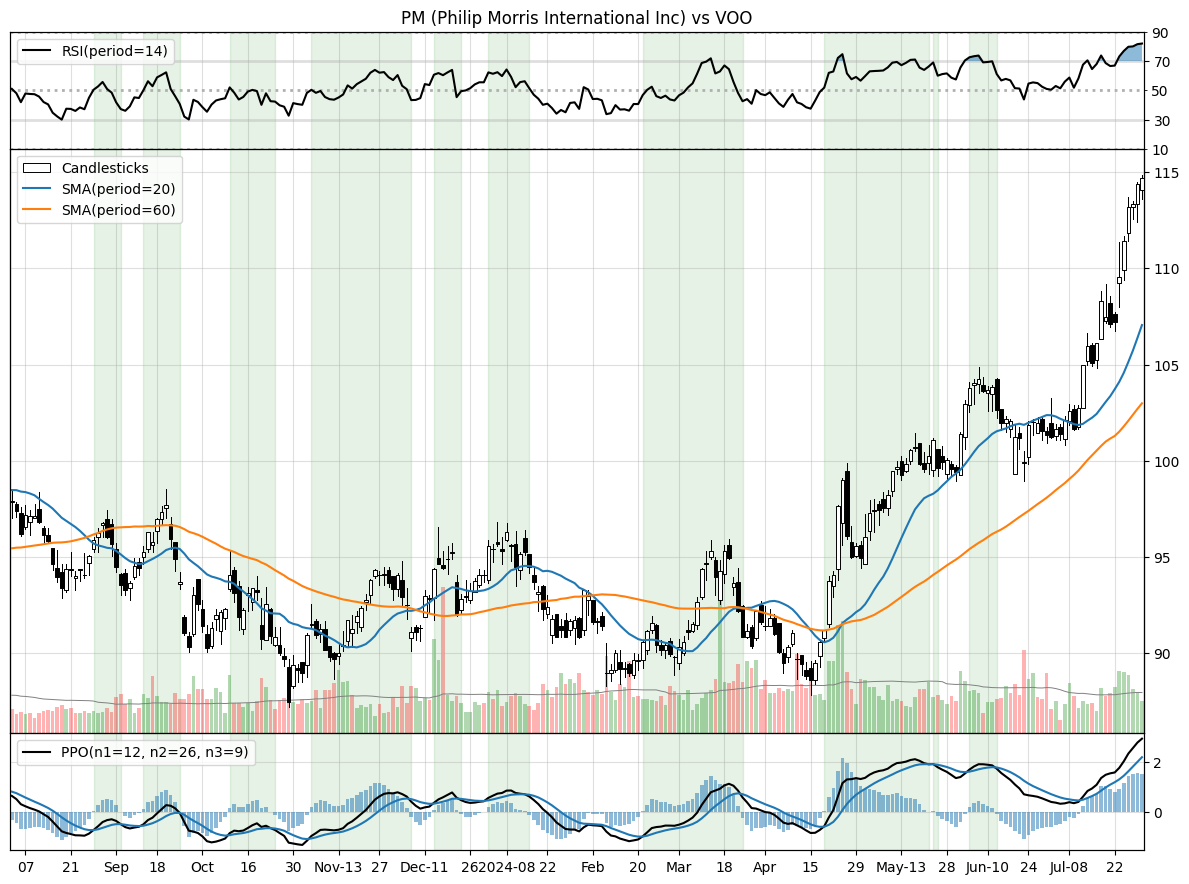 PM (Philip Morris International Inc) vs VOO
RSI(period=14)
90
70
50
30
10
Candlesticks
SMA(period=20)
SMA(period=60)
115
110
105
100
95
90
PPO(n1=12, n2=26, n3=9)
2
0
07 21 Sep 18 Oct 16 30 Nov-13 27 Dec-11 26 2024-08 22 Feb 20 Mar 18 Apr 15 29 May-13 28 Jun-10 24 Jul-08 22